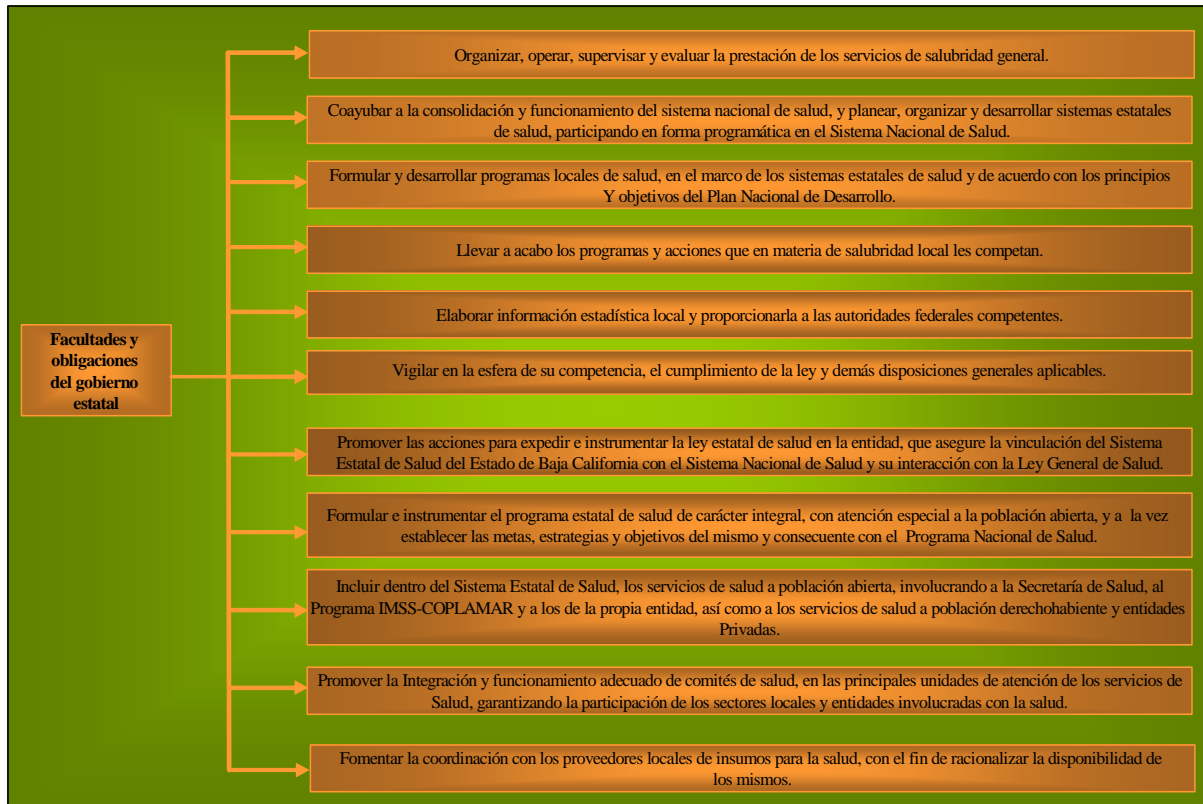 Organizar, operar, supervisar y evaluar la prestación de los servicios de salubridad general.
Coayubar a la consolidación y funcionamiento del sistema nacional de salud, y planear, organizar y desarrollar sistemas estatales
de salud, participando en forma programática en el Sistema Nacional de Salud.
Formular y desarrollar programas locales de salud, en el marco de los sistemas estatales de salud y de acuerdo con los principios
Y objetivos del Plan Nacional de Desarrollo.
Llevar a acabo los programas y acciones que en materia de salubridad local les competan.
Elaborar información estadística local y proporcionarla a las autoridades federales competentes.
Facultades y
obligaciones
del gobierno
estatal
Vigilar en la esfera de su competencia, el cumplimiento de la ley y demás disposiciones generales aplicables.
Promover las acciones para expedir e instrumentar la ley estatal de salud en la entidad, que asegure la vinculación del Sistema
Estatal de Salud del Estado de Baja California con el Sistema Nacional de Salud y su interacción con la Ley General de Salud.
Formular e instrumentar el programa estatal de salud de carácter integral, con atención especial a la población abierta, y a la vez
establecer las metas, estrategias y objetivos del mismo y consecuente con el Programa Nacional de Salud.
Incluir dentro del Sistema Estatal de Salud, los servicios de salud a población abierta, involucrando a la Secretaría de Salud, al
Programa IMSS-COPLAMAR y a los de la propia entidad, así como a los servicios de salud a población derechohabiente y entidades
Privadas.
Promover la Integración y funcionamiento adecuado de comités de salud, en las principales unidades de atención de los servicios de
Salud, garantizando la participación de los sectores locales y entidades involucradas con la salud.
Fomentar la coordinación con los proveedores locales de insumos para la salud, con el fin de racionalizar la disponibilidad de
los mismos.